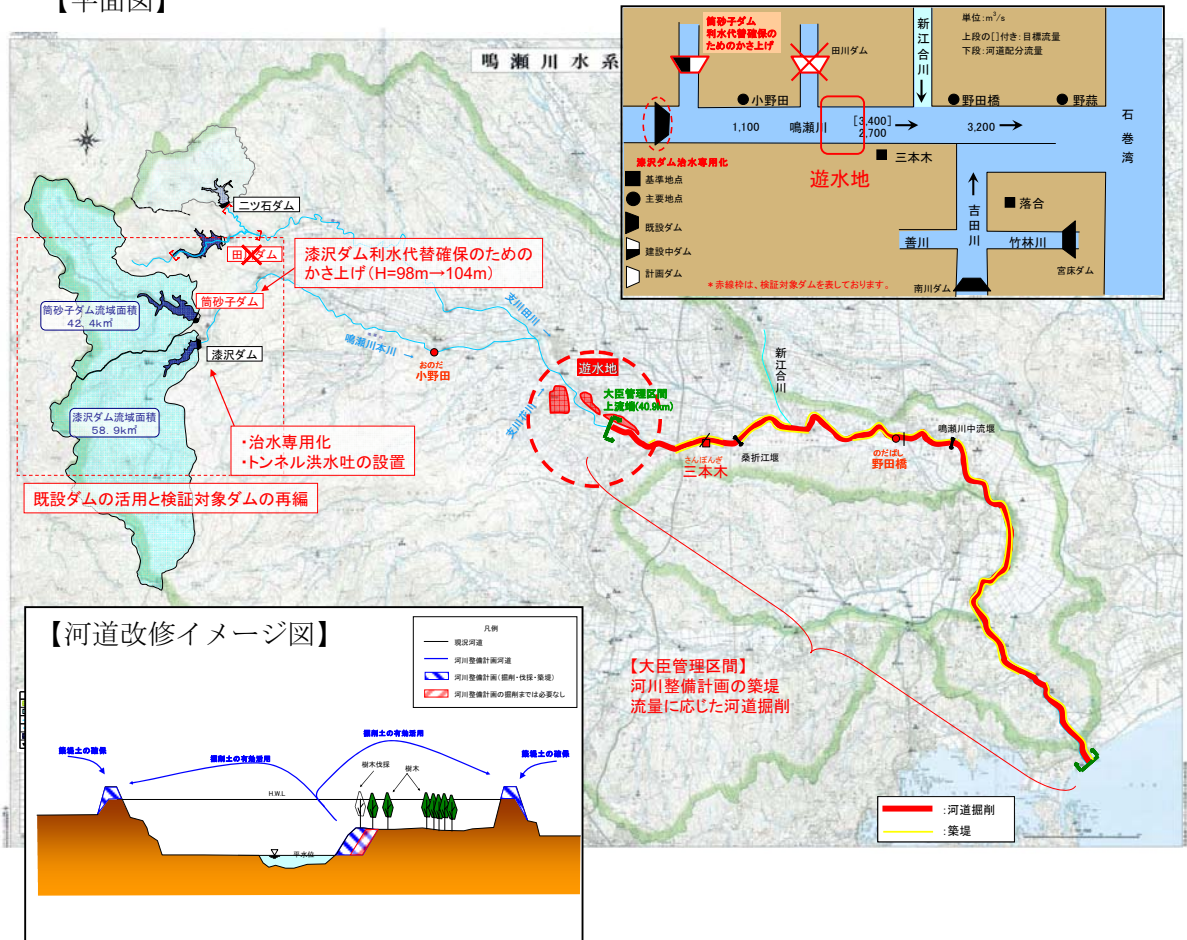 【平面図】
鳴瀬川水系
筒砂子ダム
利水代替確保の
ためのかさ上げ
田川ダム
新江合川
単位:m³/s
上段の[]付き:目標流量
下段:河道配分流量
小野田
野田橋
野蒜
石巻湾
1,100
鳴瀬川
[3,400]
2,700
3,200
漆沢ダム治水専用化
三本木
遊水地
基準地点
主要地点
既設ダム
建設中ダム
計画ダム
吉田川
落合
善川
竹林川
宮床ダム
南川ダム
*赤線枠は、検証対象ダムを表しております。
二ツ石ダム
田川ダム
漆沢ダム利水代替確保のための
かさ上げ(H=98m→104m)
筒砂子ダム流域面積
42.4km²
筒砂子ダム
漆沢ダム
漆沢ダム流域面積
58.9km²
・治水専用化
・トンネル洪水吐の設置
既設ダムの活用と検証対象ダムの再編
支川田川
鳴瀬川本川
おのだ
小野田
支川花川
遊水地
大臣管理区間
上流端(40.9km)
新江合川
さんぼんぎ
三本木
桑折江堰
のだばし
野田橋
鳴瀬川中流堰
【大臣管理区間】
河川整備計画の築堤
流量に応じた河道掘削
:河道掘削
:築堤
【河道改修イメージ図】
凡例
現況河道
河川整備計画河道
河川整備計画(掘削・伐採・築堤)
河川整備計画の掘削までは必要なし
築堤土の確保
掘削土の有効活用
掘削土の有効活用
築堤土の確保
樹木伐採
樹木
H.W.L
平水位